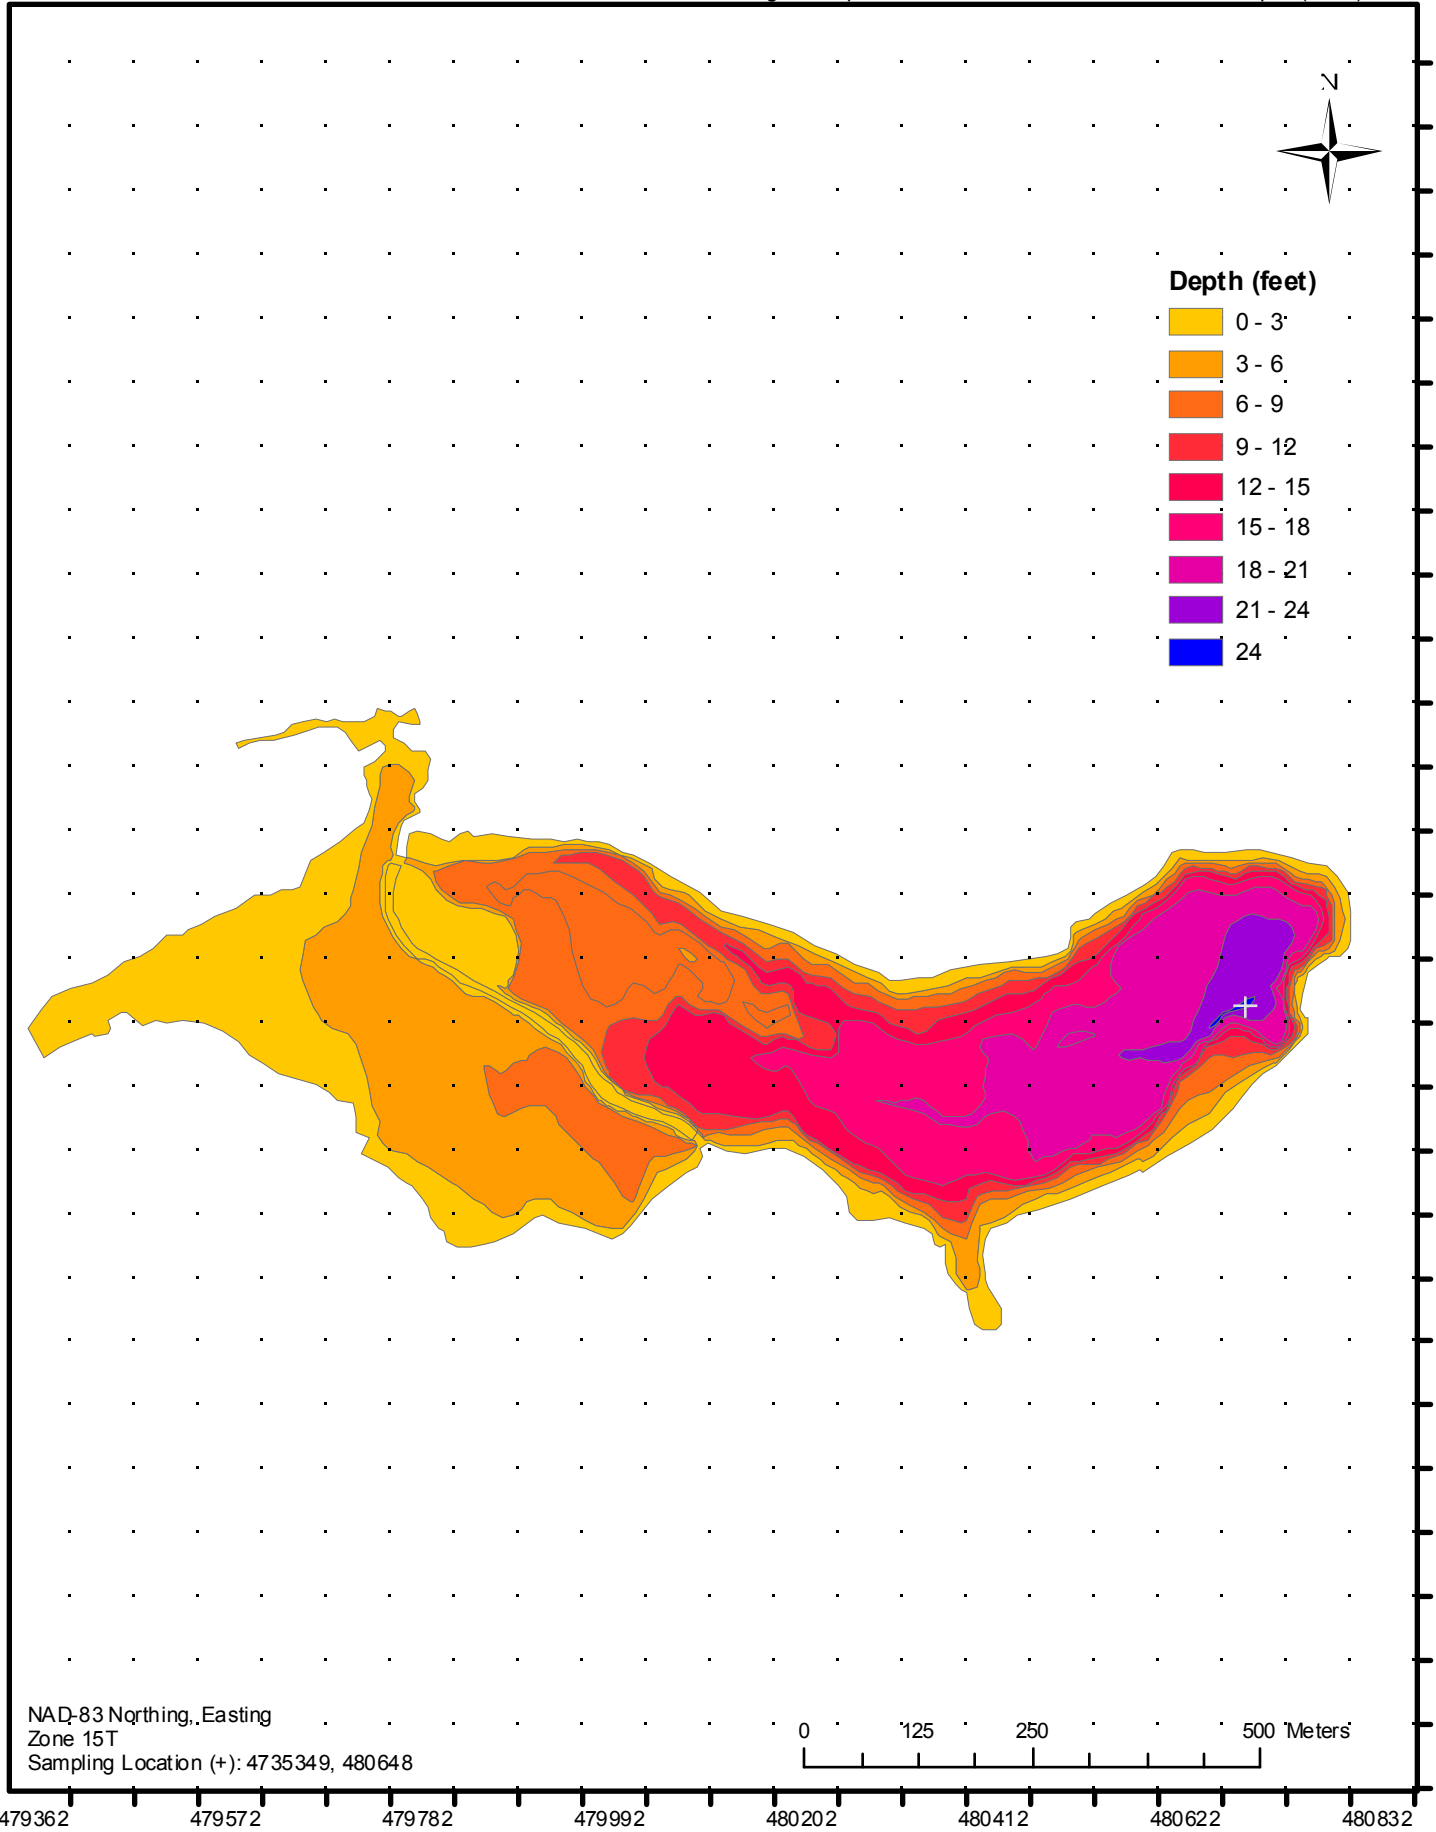 N
Depth (feet)
0 - 3
3 - 6
6 - 9
9 - 12
12 - 15
15 - 18
18 - 21
21 - 24
24
NAD-83 Northing, Easting
Zone 15T
Sampling Location (+): 4735349, 480648
0 125 250 500 Meters
479362 479572 479782 479992 480202 480412 480622 480832